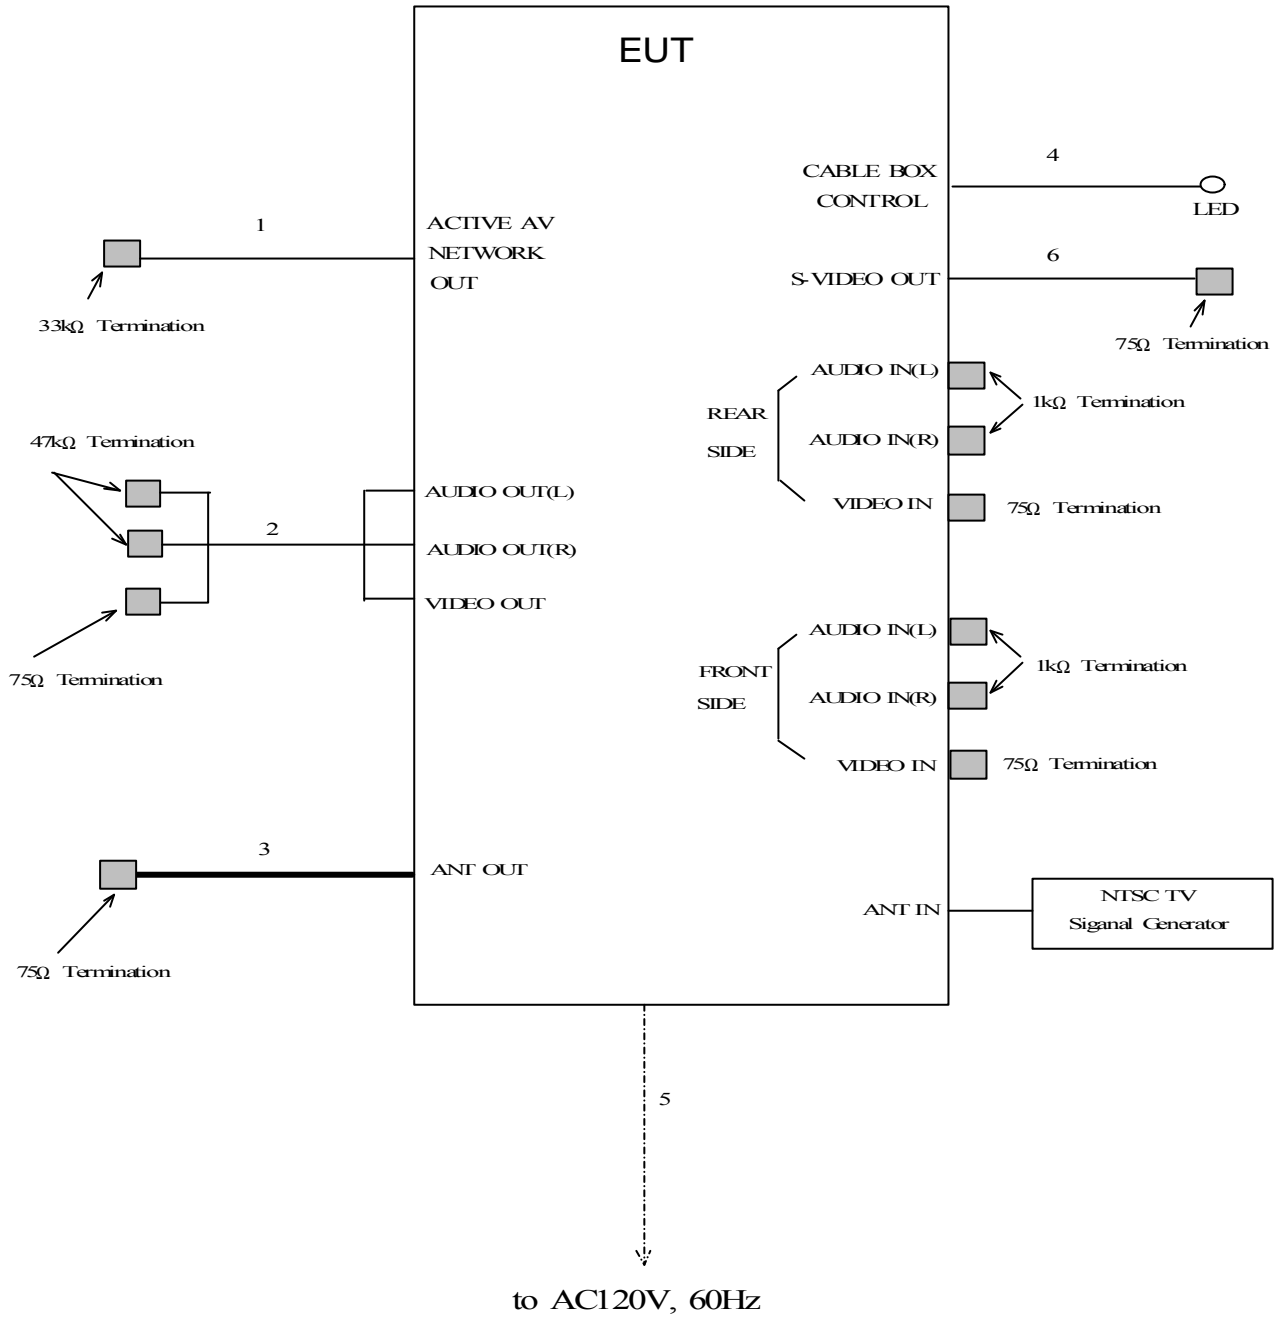 EUT
4
CABLE BOX
CONTROL
LED
1
ACTIVE AV
NETWORK
OUT
6
S-VIDEO OUT
33kΩ Termination
75Ω Termination
AUDIO IN(L)
REAR
SIDE
1kΩ Termination
AUDIO IN(R)
47kΩ Termination
AUDIO OUT(L)
VIDEO IN
75Ω Termination
2
AUDIO OUT(R)
VIDEO OUT
75Ω Termination
AUDIO IN(L)
FRONT
SIDE
1kΩ Termination
AUDIO IN(R)
VIDEO IN
75Ω Termination
3
ANT OUT
75Ω Termination
ANT IN
NTSC TV
Siganal Generator
5
to AC120V, 60Hz